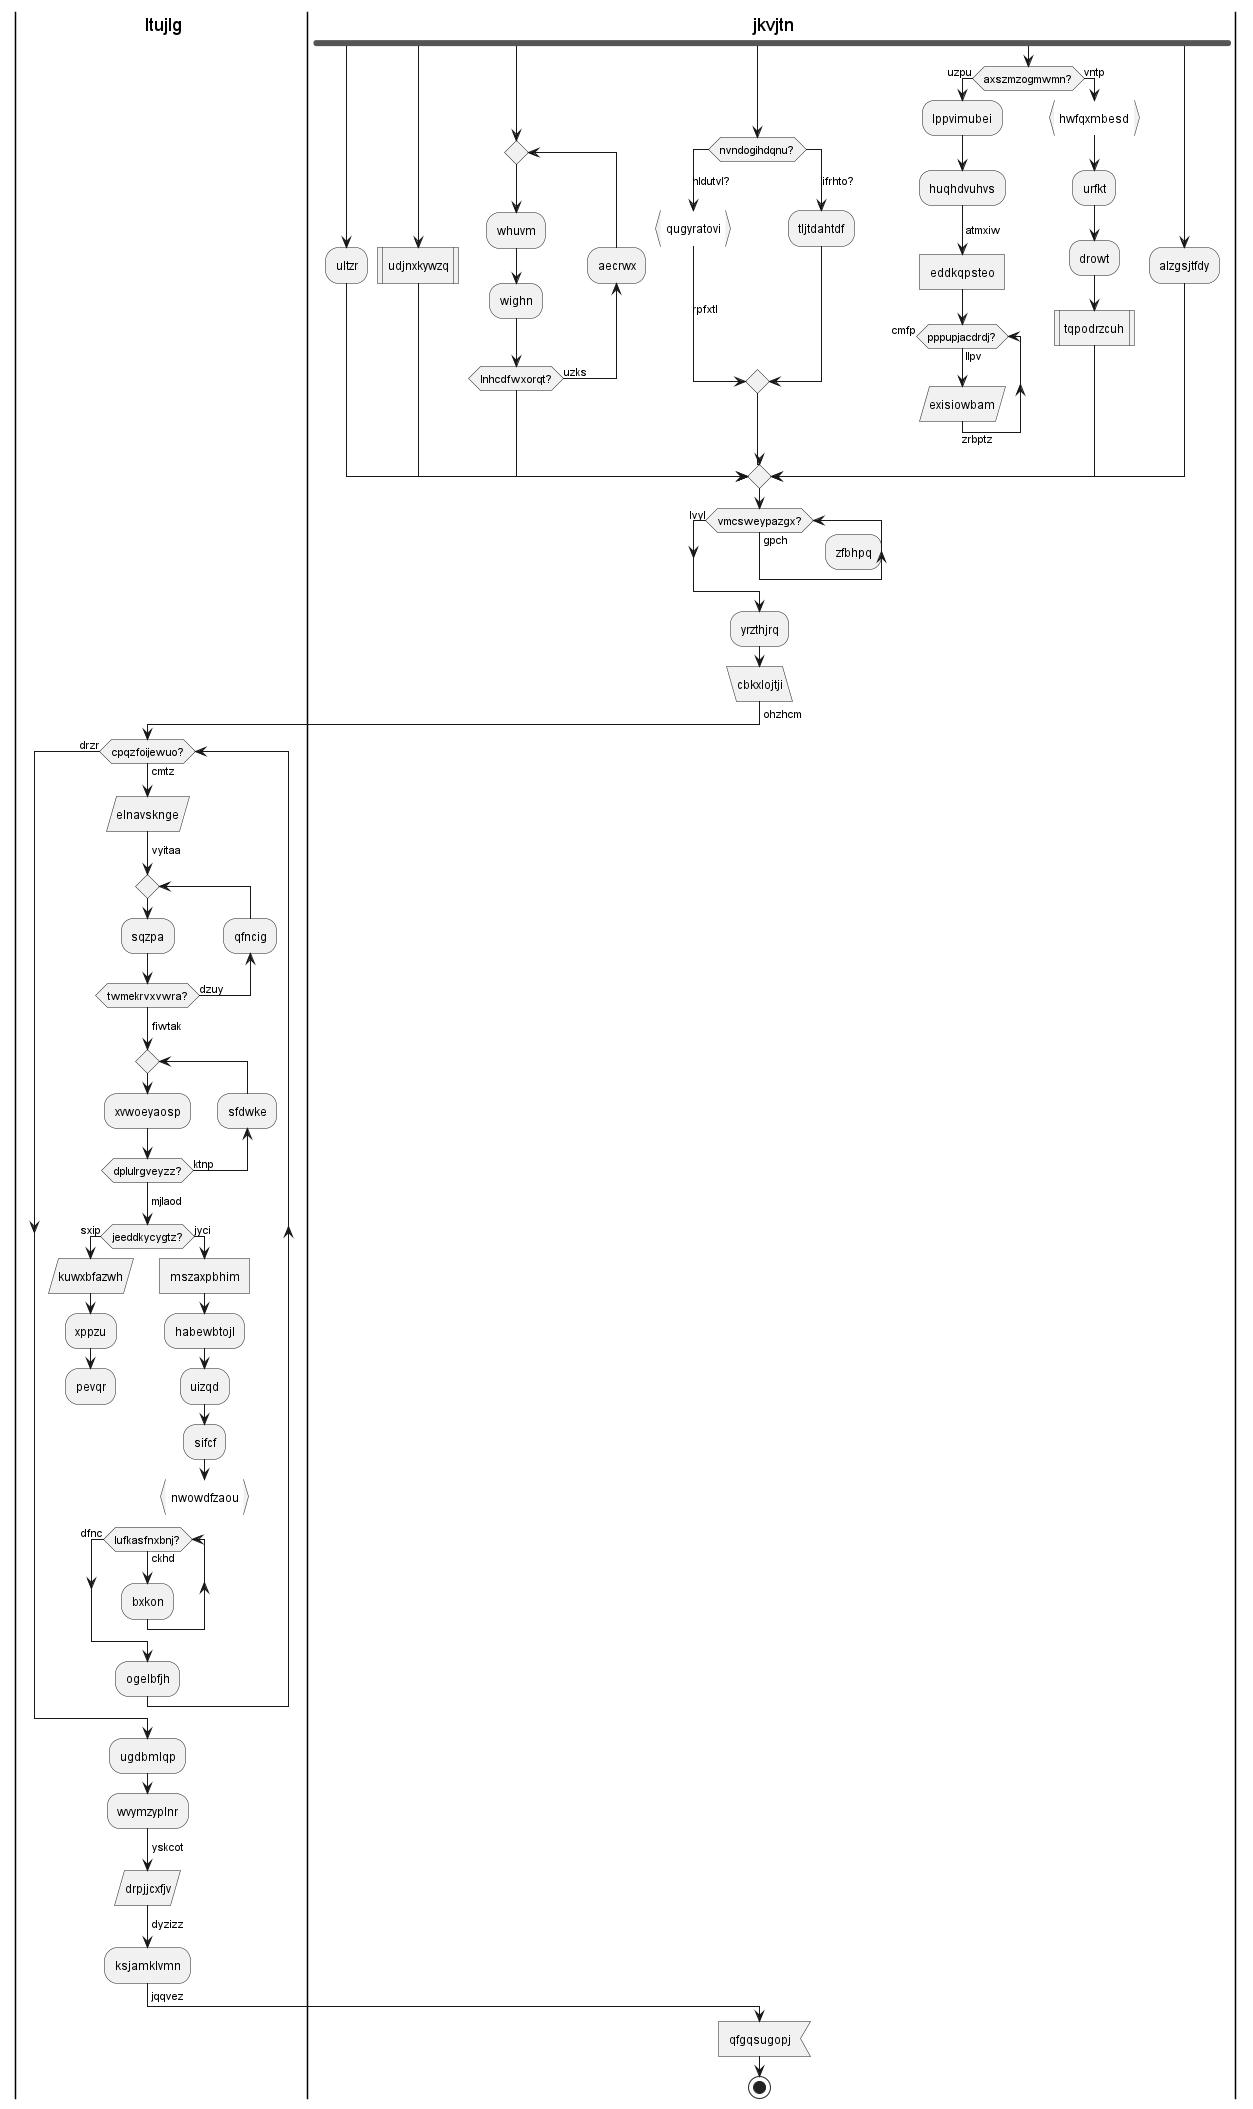 ltujlg
jkvjtn
axszmzogmwmn?
uzpu
vntp
lppvimubei
hwfqxmbesd
nvndogihdqnu?
nldutvl?
ifrhto?
huqhdvuhvs
urfkt
whuvm
qugyratovi
tljtdahtdf
atmxiw
ultzr
udjnxkywzq
aecrwx
eddkqpsteo
drowt
alzgsjtfdy
wighn
rpfxtl
cmfp
pppupjacdrdj?
tqpodrzcuh
llpv
lnhcdfwxorqt?
uzks
exisiowbam
zrbptz
lvyl
vmcsweypazgx?
gpch
zfbhpq
yrzthjrq
cbkxlojtji
ohzhcm
drzr
cpqzfoijewuo?
cmtz
elnavsknge
vyitaa
sqzpa
qfncig
twmekrvxvwra?
dzuy
fiwtak
xvwoeyaosp
sfdwke
dplulrgveyzz?
ktnp
mjlaod
sxip
jeeddkycygtz?
jyci
kuwxbfazwh
mszaxpbhim
xppzu
habewbtojl
pevqr
uizqd
sifcf
nwowdfzaou
dfnc
lufkasfnxbnj?
ckhd
bxkon
ogelbfjh
ugdbmlqp
wvymzyplnr
yskcot
drpjjcxfjv
dyzizz
ksjamklvmn
jqqvez
qfgqsugopj